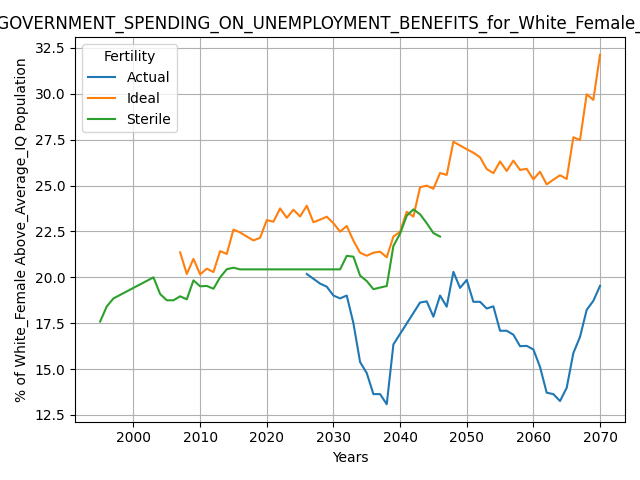 GOVERNMENT_SPENDING_ON_UNEMPLOYMENT_BENEFITS_for_White_Female_
% of White_Female Above_Average_IQ Population
32.5
30.0
27.5
25.0
22.5
20.0
17.5
15.0
12.5
Fertility
Actual
Ideal
Sterile
2000 2010 2020 2030 2040 2050 2060 2070
Years